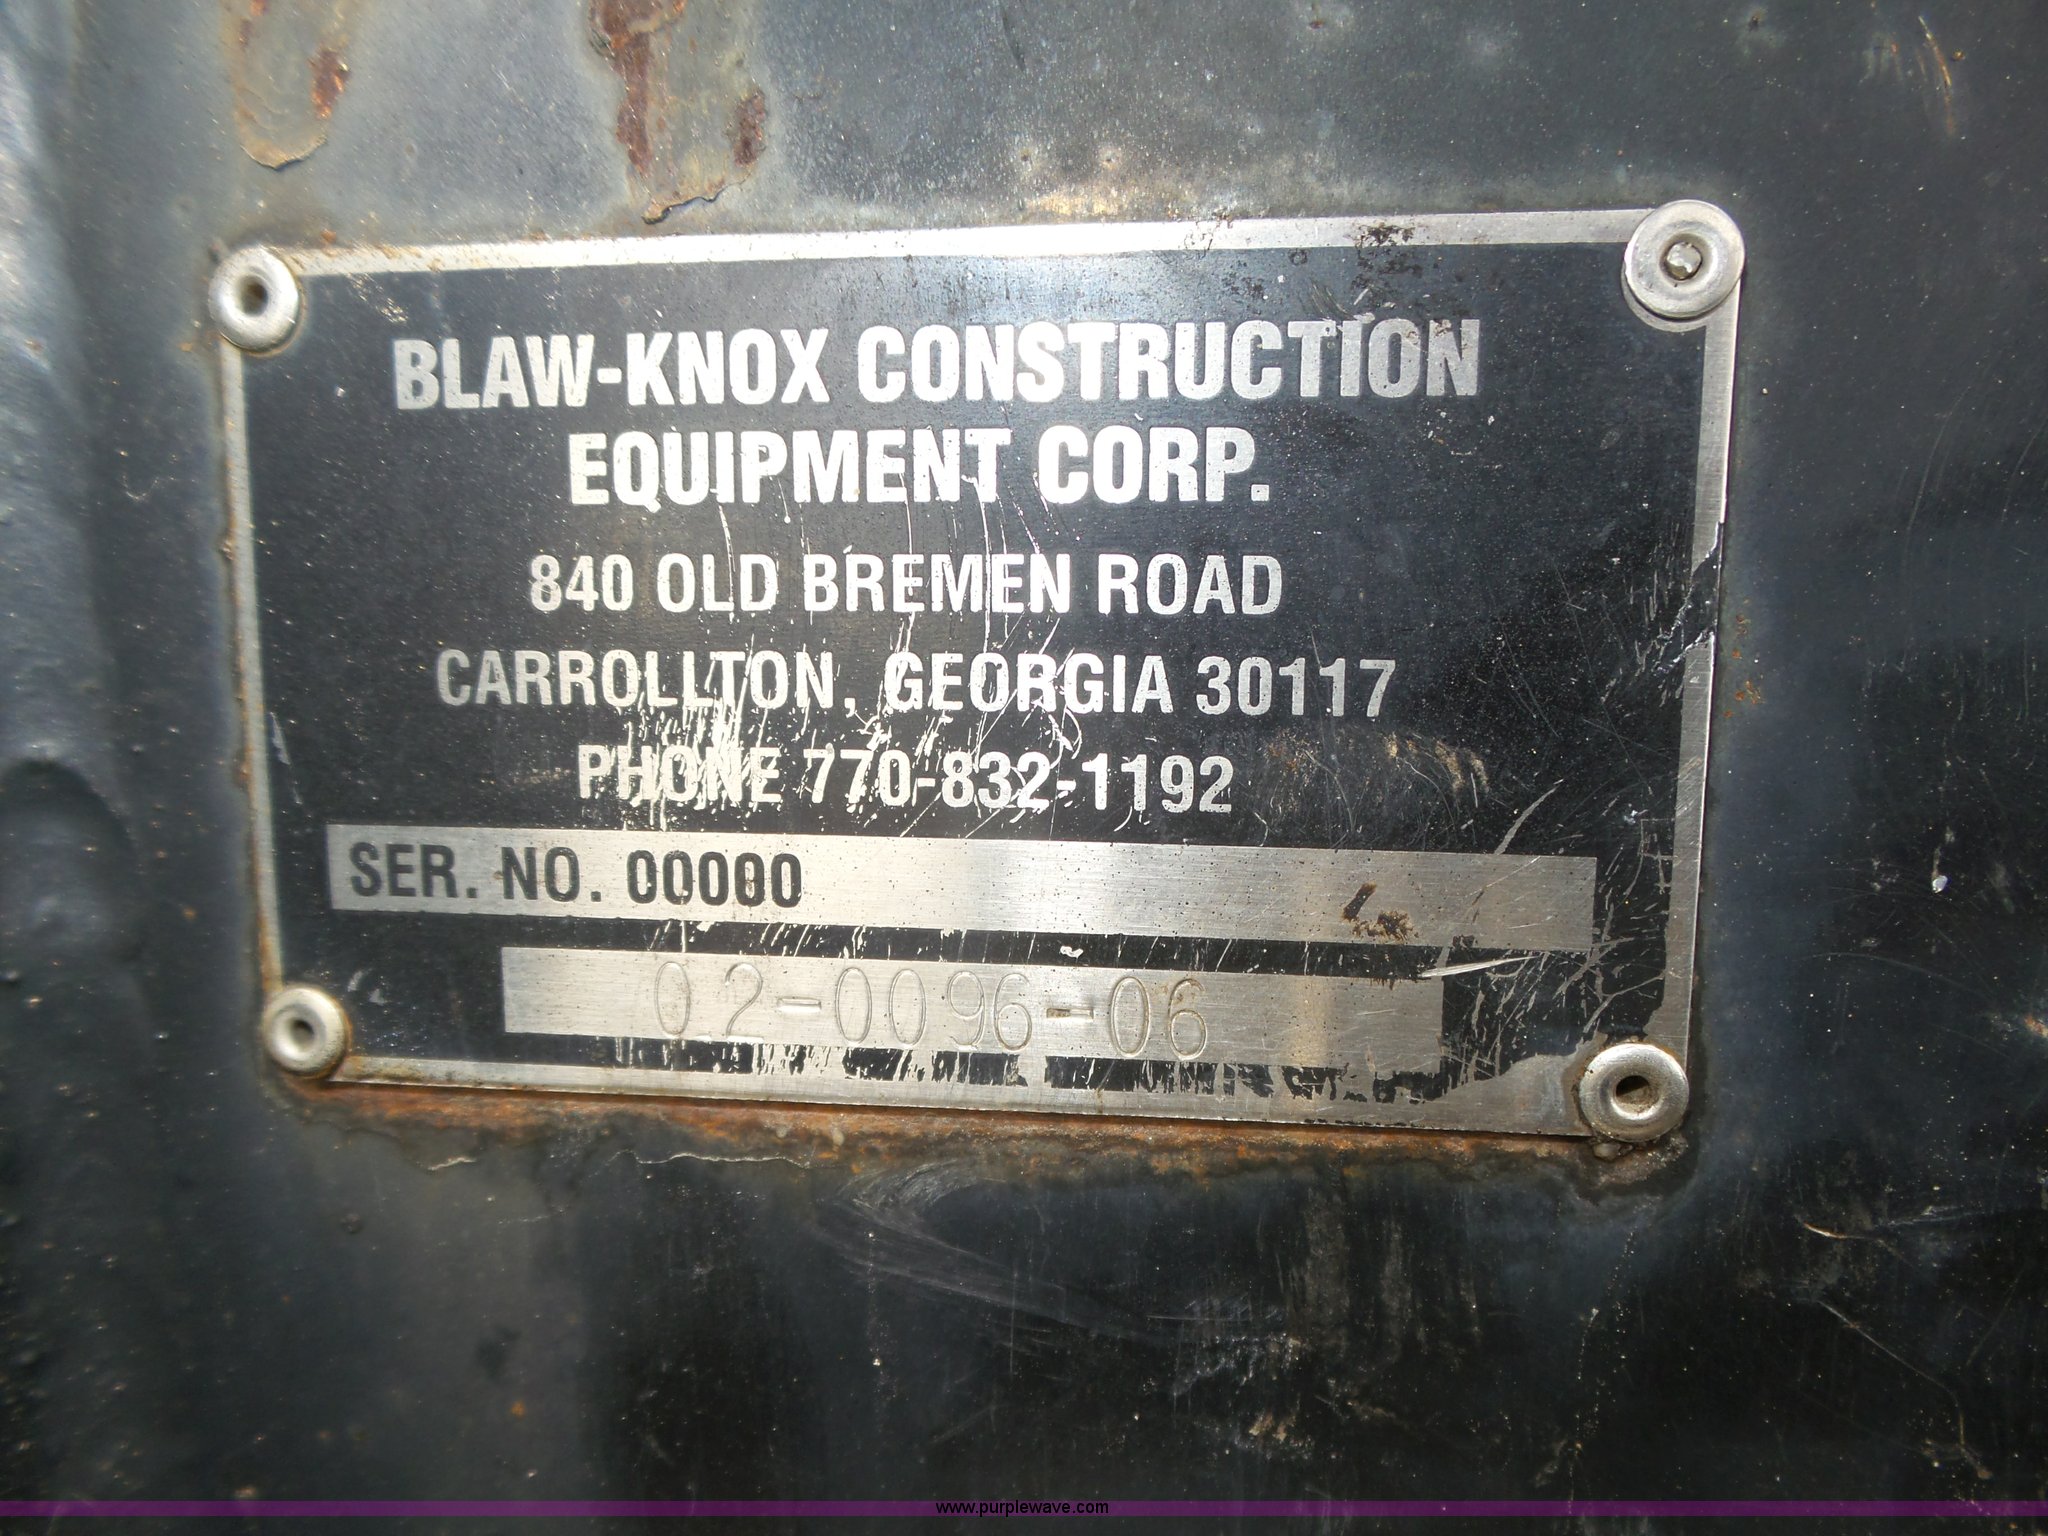 BLAW-KNOX CONSTRUCTION
EQUIPMENT CORP.
840 OLD BREMEN ROAD
CARROLLTON, GEORGIA 30117
PHONE 770-832-1192
SER. NO. 00000
02-0096-06
www.purplewave.com